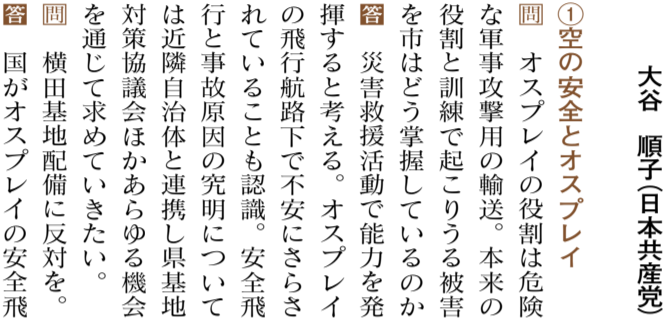 大谷　順子（日本共産党）
①空の安全とオスプレイ
問　オスプレイの役割は危険
な軍事攻撃用の輸送。本来の
役割と訓練で起こりうる被害
を市はどう掌握しているのか
答　災害救援活動で能力を発
揮すると考える。オスプレイ
の飛行航路下で不安にさらさ
れていることも認識。安全飛
行と事故原因の究明について
は近隣自治体と連携し県基地
対策協議会ほかあらゆる機会
を通じて求めていきたい。
問　横田基地配備に反対を。
答　国がオスプレイの安全飛